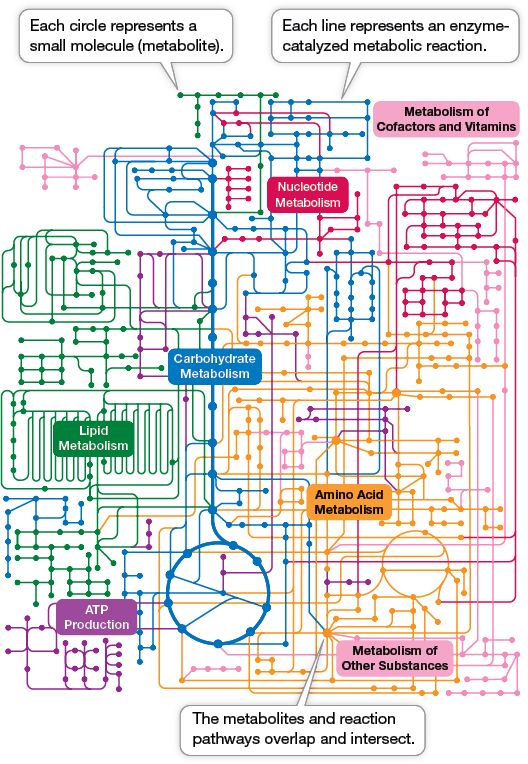 Each circle represents a
small molecule (metabolite).
Each line represents an enzyme-
catalyzed metabolic reaction.
Metabolism of
Cofactors and Vitamins
Nucleotide
Metabolism
Carbohydrate
Metabolism
Lipid
Metabolism
Amino Acid
Metabolism
ATP
Production
Metabolism of
Other Substances
The metabolites and reaction
pathways overlap and intersect.